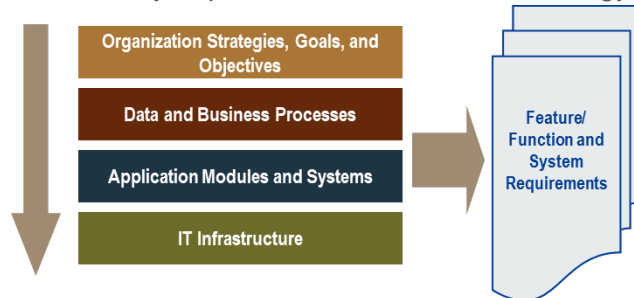 Organization Strategies, Goals, and
Objectives
Data and Business Processes
Application Modules and Systems
IT Infrastructure
Feature/
Function and
System
Requirements